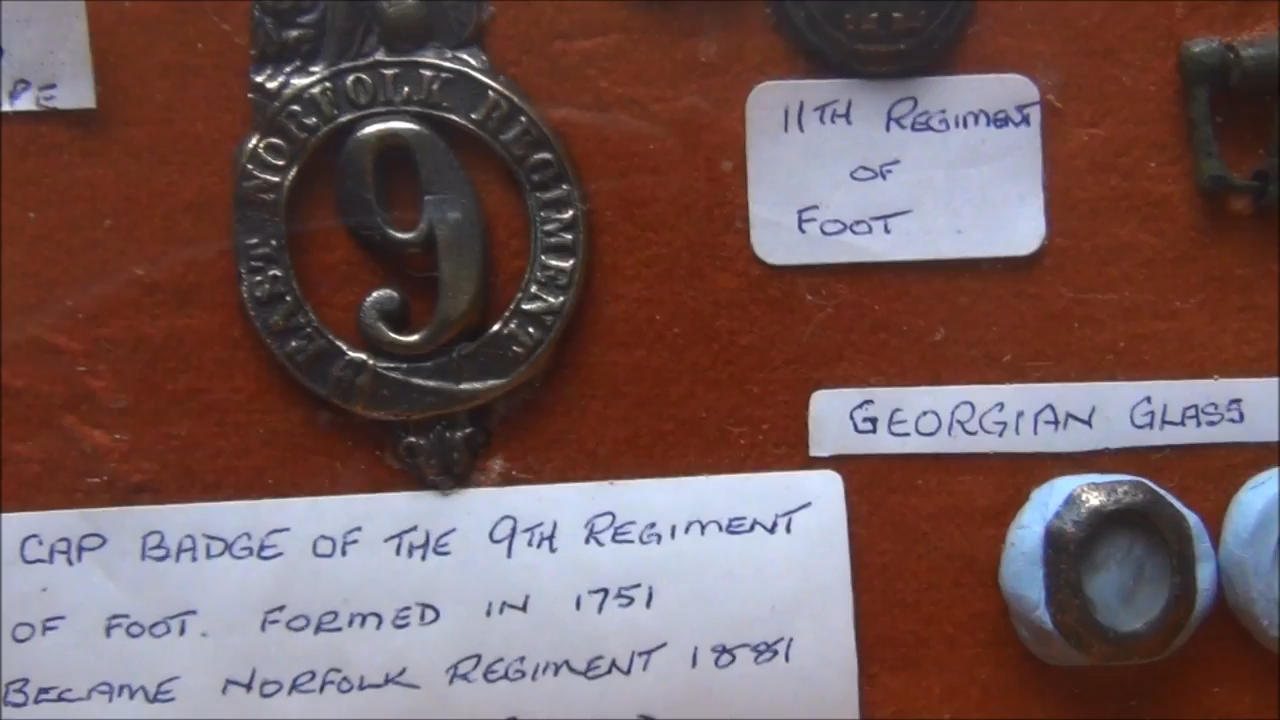 PE
EAST NORFOLK REGIMENT
9
11TH REGIMENT
OF
FOOT
GEORGIAN GLASS
CAP BADGE OF THE 9TH REGIMENT
OF FOOT. FORMED IN 1751
BECAME NORFOLK REGIMENT 1881